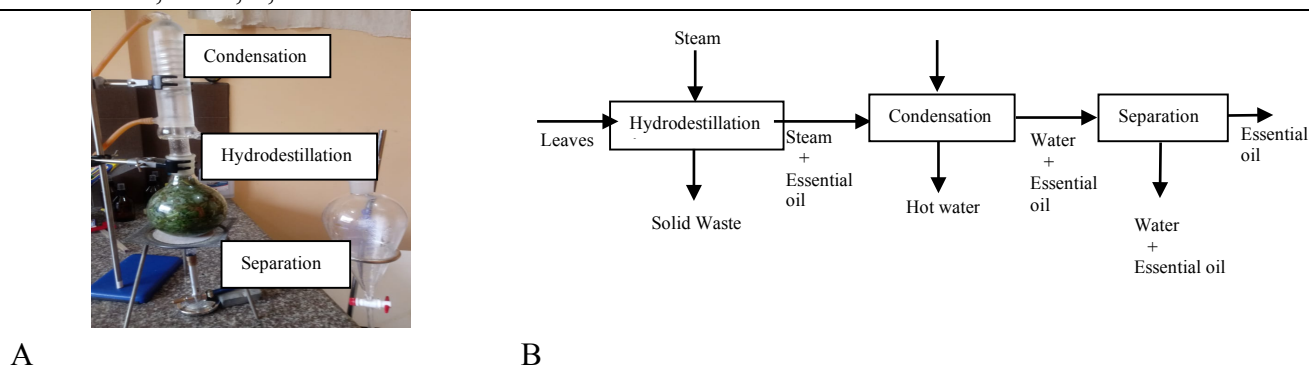 Condensation
Hydrodestillation
Separation
A
Steam
Leaves
Hydrodestillation
Solid Waste
Steam
+
Essential
oil
Condensation
Hot water
Water
+
Essential
oil
Separation
Essential
oil
Water
+
Essential oil
B